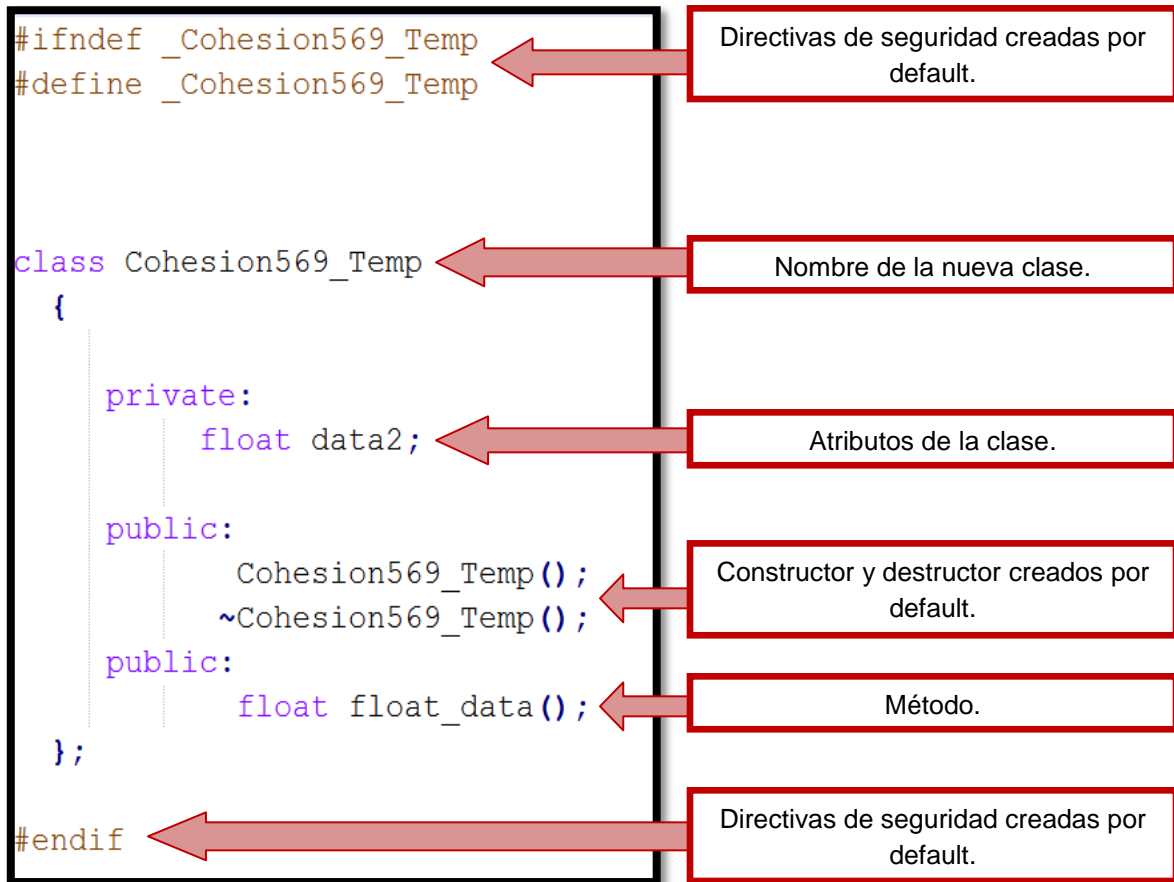 #ifndef _Cohesion569_Temp
#define _Cohesion569_Temp
Directivas de seguridad creadas por
default.
class Cohesion569_Temp
Nombre de la nueva clase.
{
private:
float data2;
Atributos de la clase.
public:
Cohesion569_Temp();
~Cohesion569_Temp();
Constructor y destructor creados por
default.
public:
float float_data();
Método.
};
#endif
Directivas de seguridad creadas por
default.